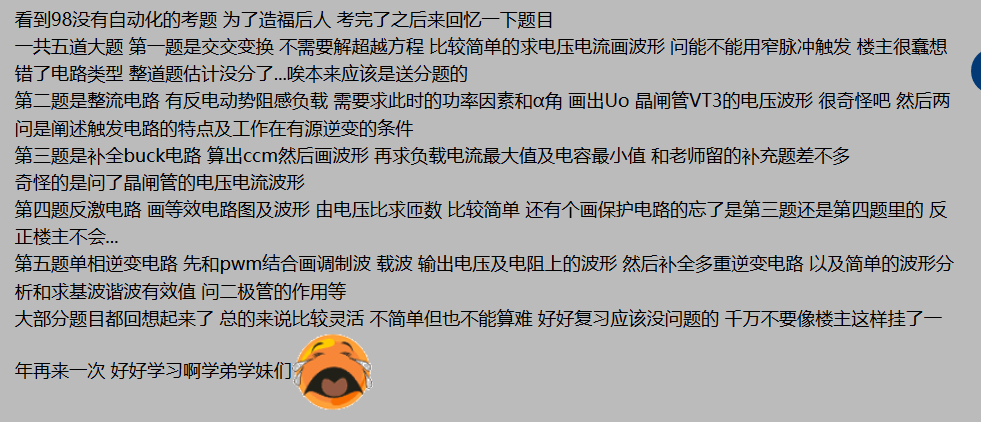 看到98没有自动化的考题 为了造福后人 考完了之后来回忆一下题目
一共五道大题 第一题是交交变换 不需要解超越方程 比较简单的求电压电流画波形 问能不能用窄脉冲触发 楼主很蠢想
错了电路类型 整道题估计没分了...唉本来应该是送分题的
第二题是整流电路 有反电动势阻感负载 需要求此时的功率因素和α角 画出Uo 晶闸管VT3的电压波形 很奇怪吧 然后两
问是阐述触发电路的特点及工作在有源逆变的条件
第三题是补全buck电路 算出ccm然后画波形 再求负载电流最大值及电容最小值 和老师留的补充题差不多
奇怪的是问了晶闸管的电压电流波形
第四题反激电路 画等效电路图及波形 由电压比求匝数 比较简单 还有个画保护电路的忘了是第三题还是第四题里的 反
正楼主不会...
第五题单相逆变电路 先和pwm结合画调制波 载波 输出电压及电阻上的波形 然后补全多重逆变电路 以及简单的波形分
析和求基波谐波有效值 问二极管的作用等
大部分题目都回想起来了 总的来说比较灵活 不简单但也不能算难 好好复习应该没问题的 千万不要像楼主这样挂了一
年再来一次 好好学习啊学弟学妹们